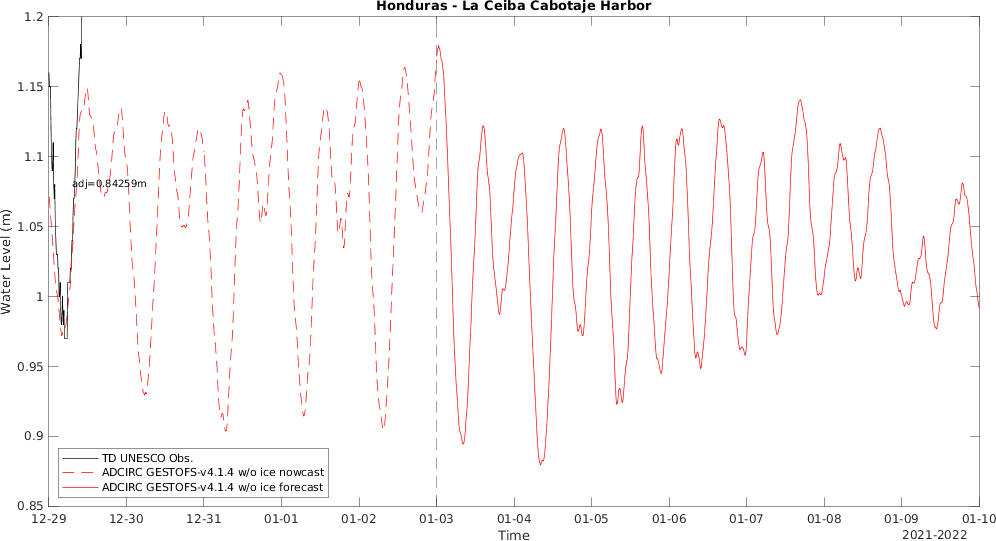 Honduras - La Ceiba Cabotaje Harbor
1.2
1.15
1.1
1.05
1
0.95
0.9
0.85
Water Level (m)
adj=0.84259m
TD UNESCO Obs.
ADCIRC GESTOFS-v4.1.4 w/o ice nowcast
ADCIRC GESTOFS-v4.1.4 w/o ice forecast
12-29 12-30 12-31 01-01 01-02 01-03 01-04 01-05 01-06 01-07 01-08 01-09 01-10
Time
2021-2022